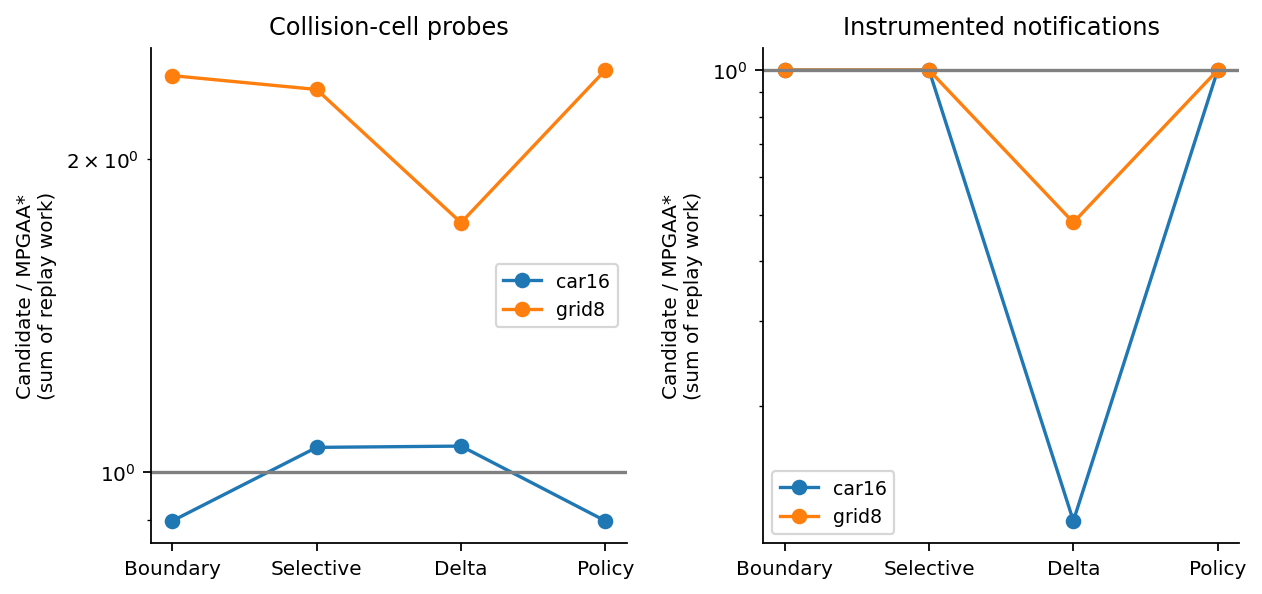 Collision-cell probes
Candidate / MPGAA*
(sum of replay work)
2 × 10⁰
10⁰
car16
grid8
Boundary
Selective
Delta
Policy
Instrumented notifications
Candidate / MPGAA*
(sum of replay work)
10⁰
car16
grid8
Boundary
Selective
Delta
Policy